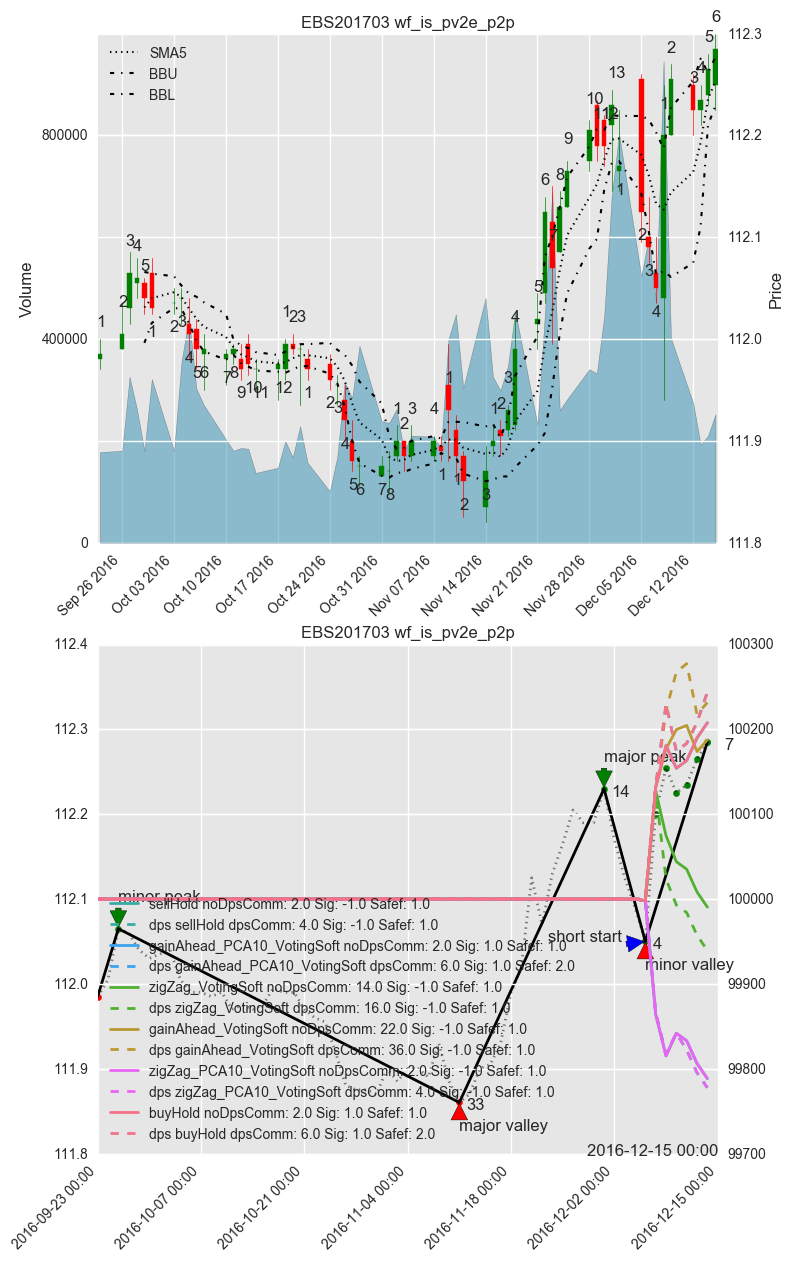 EBS201703 wf_is_pv2e_p2p
SMA5
BBU
BBL
Volume
800000
400000
0
Price
112.3
112.2
112.1
112.0
111.9
111.8
Sep 26 2016
Oct 03 2016
Oct 10 2016
Oct 17 2016
Oct 24 2016
Oct 31 2016
Nov 07 2016
Nov 14 2016
Nov 21 2016
Nov 28 2016
Dec 05 2016
Dec 12 2016
EBS201703 wf_is_pv2e_p2p
112.4
112.3
112.2
112.1
112.0
111.9
111.8
100300
100200
100100
100000
99900
99800
99700
major peak
7
14
minor peak
short start
4
minor valley
33
major valley
sellHold noDpsComm: 2.0 Sig: -1.0 Safef: 1.0
dps sellHold dpsComm: 4.0 Sig: -1.0 Safef: 1.0
gainAhead_PCA10_VotingSoft noDpsComm: 2.0 Sig: 1.0 Safef: 1.0
dps gainAhead_PCA10_VotingSoft dpsComm: 6.0 Sig: 1.0 Safef: 2.0
zigZag_VotingSoft noDpsComm: 14.0 Sig: -1.0 Safef: 1.0
dps zigZag_VotingSoft dpsComm: 16.0 Sig: -1.0 Safef: 1.0
gainAhead_VotingSoft noDpsComm: 22.0 Sig: -1.0 Safef: 1.0
dps gainAhead_VotingSoft dpsComm: 36.0 Sig: -1.0 Safef: 1.0
zigZag_PCA10_VotingSoft noDpsComm: 2.0 Sig: -1.0 Safef: 1.0
dps zigZag_PCA10_VotingSoft dpsComm: 4.0 Sig: -1.0 Safef: 1.0
buyHold noDpsComm: 2.0 Sig: 1.0 Safef: 1.0
dps buyHold dpsComm: 6.0 Sig: 1.0 Safef: 2.0
2016-12-15 00:00
2016-09-23 00:00
2016-10-07 00:00
2016-10-21 00:00
2016-11-04 00:00
2016-11-18 00:00
2016-12-02 00:00
2016-12-15 00:00